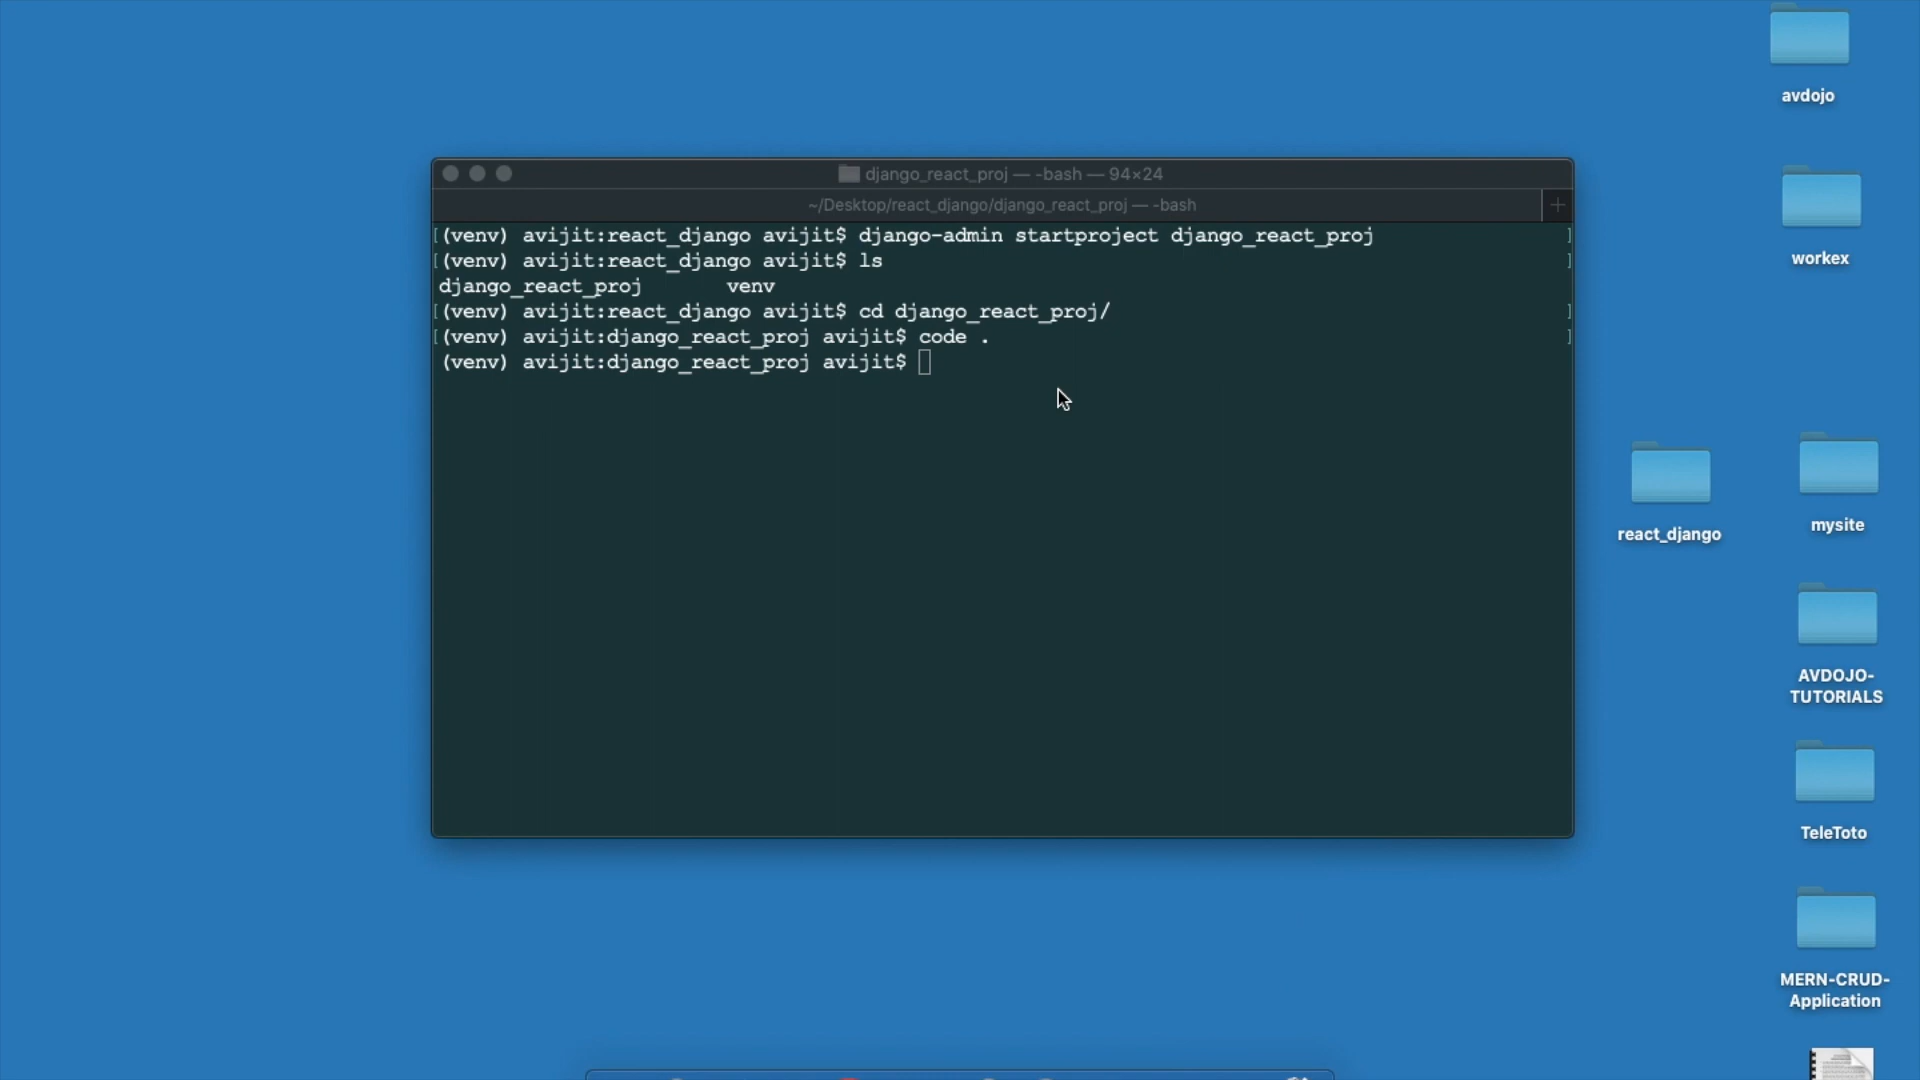 django_react_proj — -bash — 94×24
~/Desktop/react_django/django_react_proj — -bash
[(venv) avijit:react_django avijit$ django-admin startproject django_react_proj ]
[(venv) avijit:react_django avijit$ ls ]
django_react_proj venv
[(venv) avijit:react_django avijit$ cd django_react_proj/ ]
[(venv) avijit:django_react_proj avijit$ code . ]
(venv) avijit:django_react_proj avijit$
avdojo
workex
react_django
mysite
AVDOJO-
TUTORIALS
TeleToto
MERN-CRUD-
Application